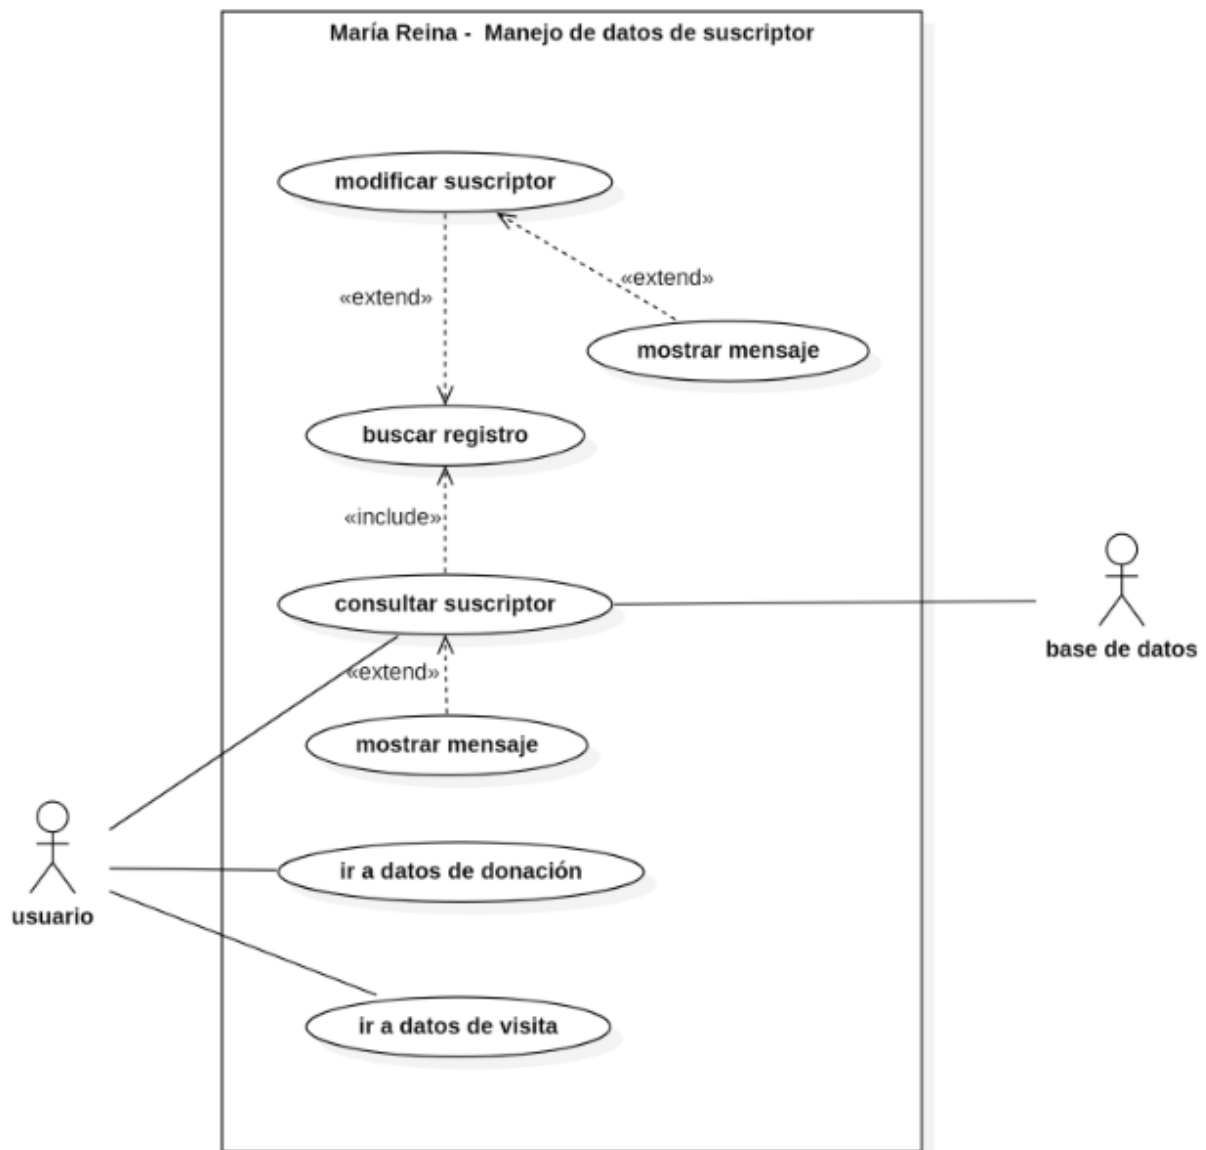 María Reina - Manejo de datos de suscriptor
modificar suscriptor
«extend»
«extend»
mostrar mensaje
buscar registro
«include»
consultar suscriptor
base de datos
«extend»
mostrar mensaje
ir a datos de donación
usuario
ir a datos de visita